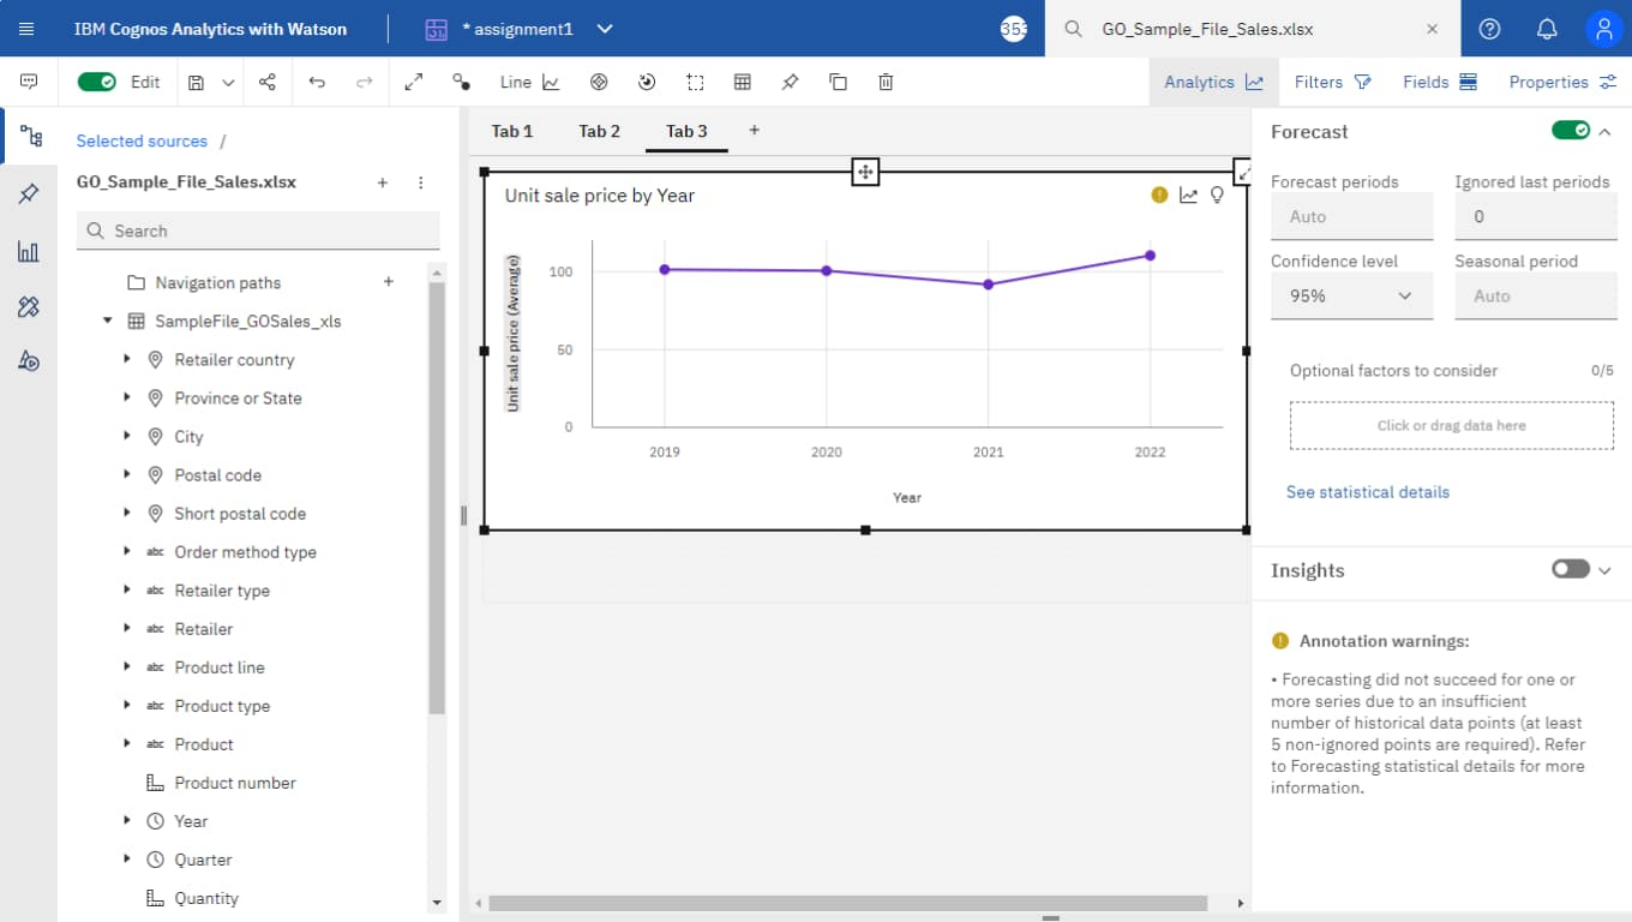 IBM Cognos Analytics with Watson
* assignment1
353
GO_Sample_File_Sales.xlsx
Edit
Line
Analytics
Filters
Fields
Properties
Selected sources /
GO_Sample_File_Sales.xlsx
Search
Navigation paths
SampleFile_GOSales_xls
Retailer country
Province or State
City
Postal code
Short postal code
abc Order method type
abc Retailer type
abc Retailer
abc Product line
abc Product type
abc Product
Product number
Year
Quarter
Quantity
Tab 1
Tab 2
Tab 3
Unit sale price by Year
Unit sale price (Average)
100
50
0
2019
2020
2021
2022
Year
Forecast
Forecast periods
Ignored last periods
Auto
0
Confidence level
Seasonal period
95%
Auto
Optional factors to consider
0/5
Click or drag data here
See statistical details
Insights
Annotation warnings:
• Forecasting did not succeed for one or
more series due to an insufficient
number of historical data points (at least
5 non-ignored points are required). Refer
to Forecasting statistical details for more
information.